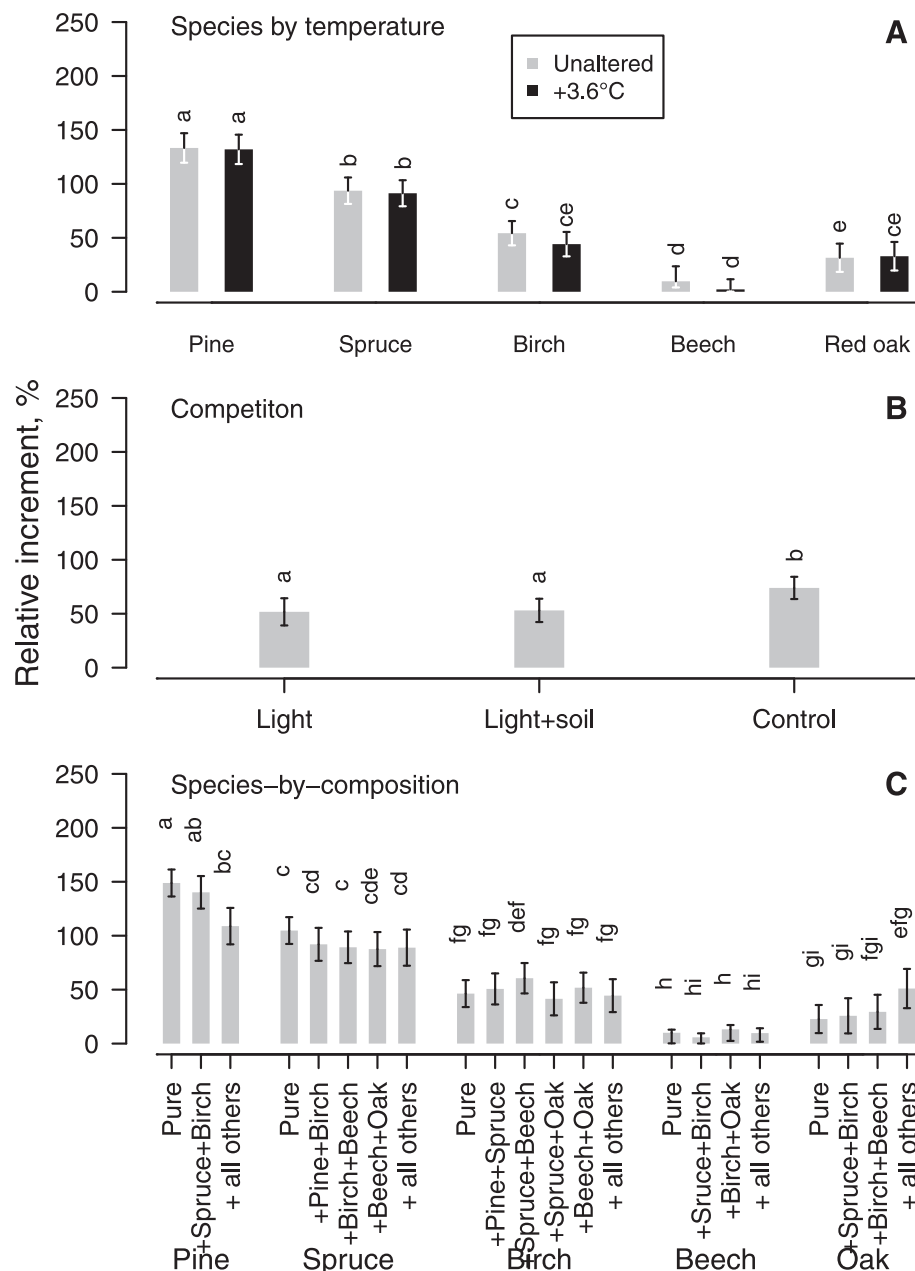 Relative increment, %
Species by temperature
A
250
200
150
100
50
0
Unaltered
+3.6°C
a
a
b
b
c
ce
d
d
e
ce
Pine
Spruce
Birch
Beech
Red oak
Competiton
B
250
200
150
100
50
0
a
a
b
Light
Light+soil
Control
Species–by–composition
C
250
200
150
100
50
0
a
ab
bc
c
cd
c
cde
cd
fg
fg
def
fg
fg
fg
h
hi
h
hi
gi
gi
fgi
efg
Pure
+Spruce+Birch
+ all others
Pure
+Pine+Birch
+Birch+Beech
+Beech+Oak
+ all others
Pure
+Pine+Spruce
+Spruce+Beech
+Spruce+Oak
+Beech+Oak
+ all others
Pure
+Sruce+Birch
+Birch+Oak
+ all others
Pure
+Spruce+Birch
+Birch+Beech
+ all others
Pine
Spruce
Birch
Beech
Oak